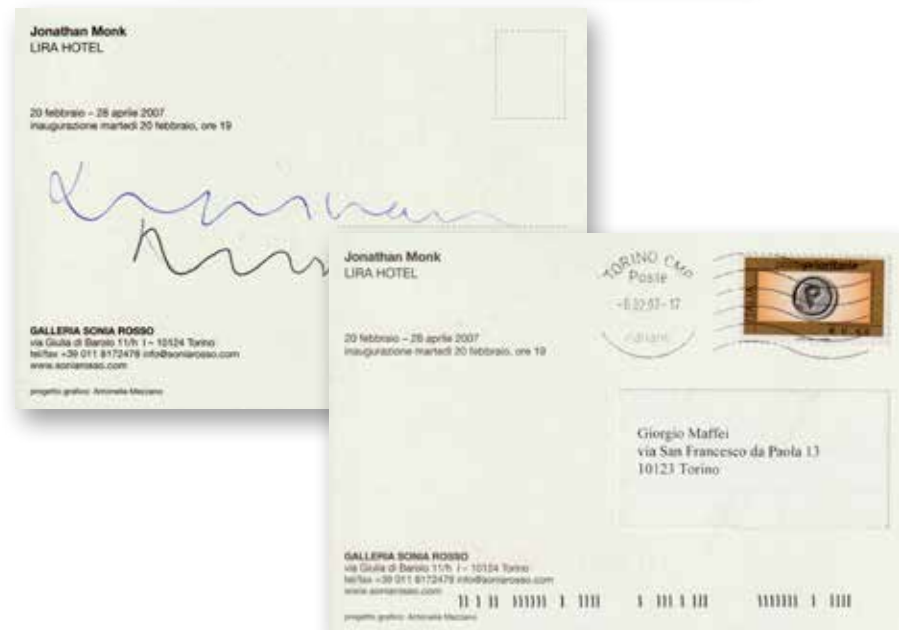 Jonathan Monk
LIRA HOTEL
20 febbraio – 28 aprile 2007
inaugurazione martedì 20 febbraio, ore 19
GALLERIA SONIA ROSSO
via Giulia di Barolo 11/h I – 10124 Torino
tel/fax +39 011 8172478 info@soniarosso.com
www.soniarosso.com
progetto grafico: Antonella Mezzano
Jonathan Monk
LIRA HOTEL
20 febbraio – 28 aprile 2007
inaugurazione martedì 20 febbraio, ore 19
TORINO CMP
Poste
Giorgio Maffei
via San Francesco da Paola 13
10123 Torino
GALLERIA SONIA ROSSO
via Giulia di Barolo 11/h I – 10124 Torino
tel/fax +39 011 8172478 info@soniarosso.com
www.soniarosso.com
progetto grafico: Antonella Mezzano